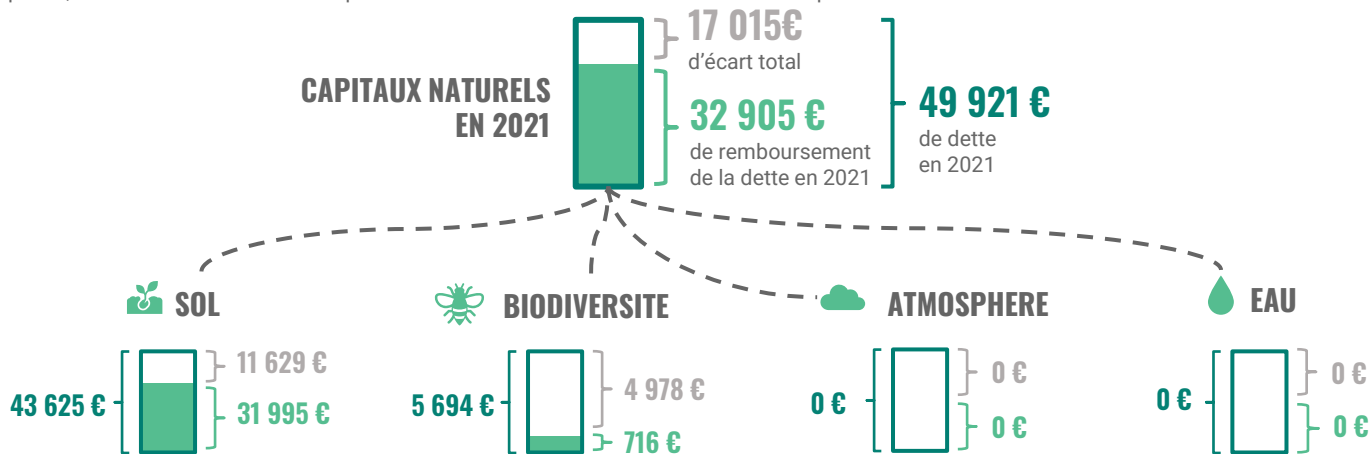 17 015€
d'écart total
CAPITAUX NATURELS
EN 2021
32 905 €
de remboursement
de la dette en 2021
49 921 €
de dette
en 2021
SOL
BIODIVERSITE
ATMOSPHERE
EAU
43 625 €
11 629 €
31 995 €
5 694 €
4 978 €
716 €
0 €
0 €
0 €
0 €
0 €
0 €